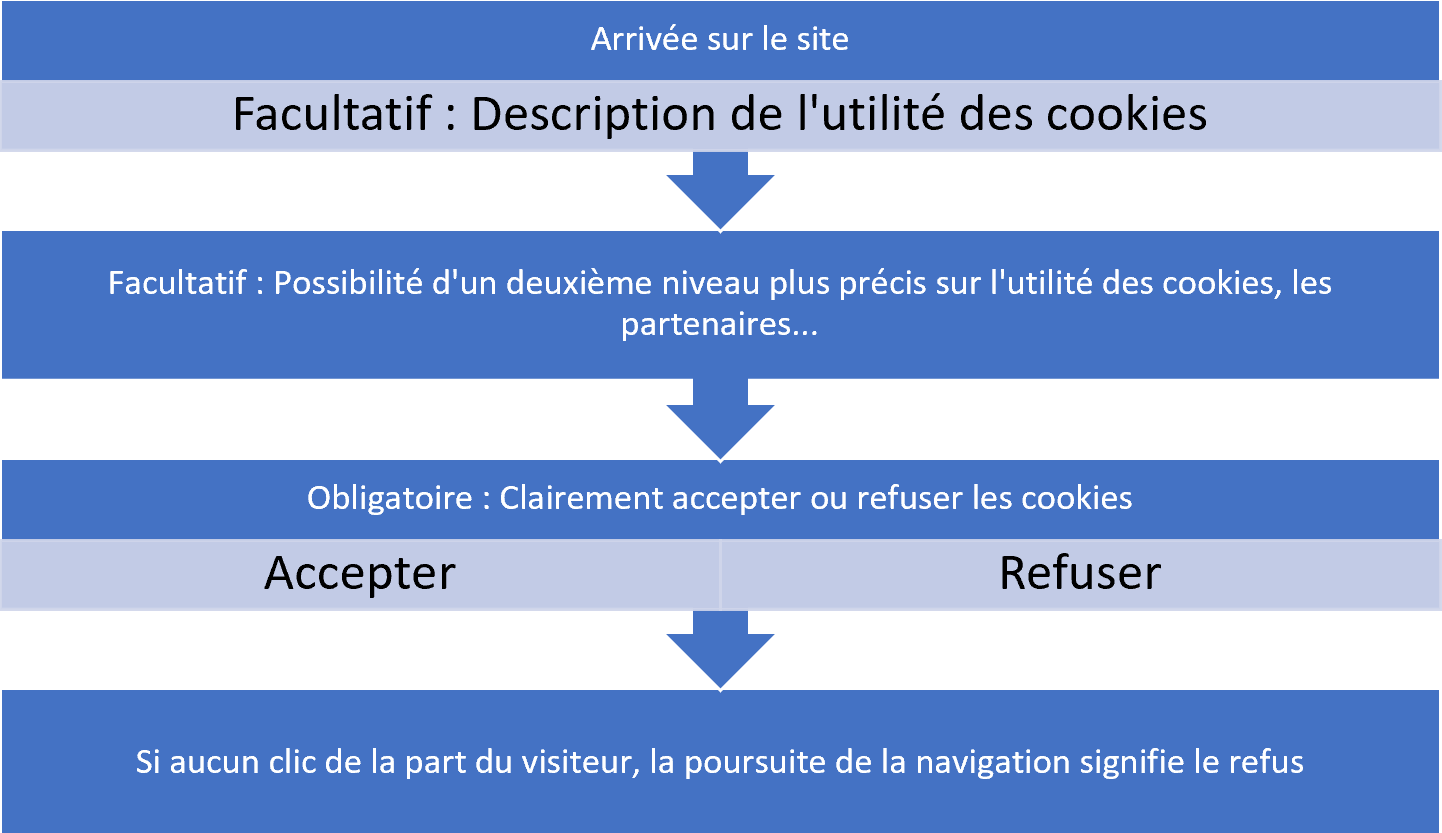 Arrivée sur le site
Facultatif : Description de l'utilité des cookies
Facultatif : Possibilité d'un deuxième niveau plus précis sur l'utilité des cookies, les
partenaires...
Obligatoire : Clairement accepter ou refuser les cookies
Accepter
Refuser
Si aucun clic de la part du visiteur, la poursuite de la navigation signifie le refus